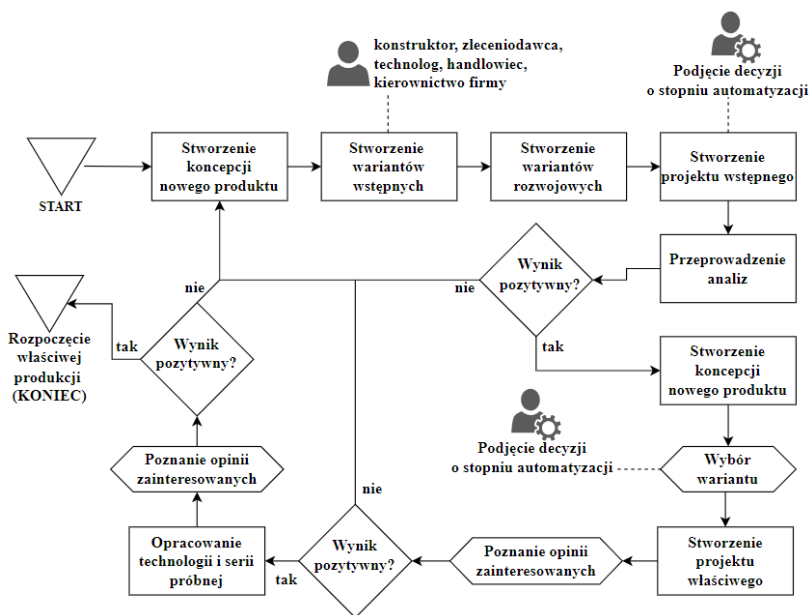 konstruktor, zleceniodawca,
technolog, handlowiec,
kierownictwo firmy
Podjęcie decyzji
o stopniu automatyzacji
START
Stworzenie
koncepcji
nowego produktu
Stworzenie
wariantów
wstępnych
Stworzenie
wariantów
rozwojowych
Stworzenie
projektu wstępnego
Przeprowadzenie
analiz
Wynik
pozytywny?
nie
tak
Stworzenie
koncepcji
nowego produktu
Podjęcie decyzji
o stopniu automatyzacji
Wybór
wariantu
Stworzenie
projektu
właściwego
Poznanie opinii
zainteresowanych
Wynik
pozytywny?
nie
tak
Opracowanie
technologii i serii
próbnej
Poznanie opinii
zainteresowanych
Wynik
pozytywny?
nie
tak
Rozpoczęcie
właściwej
produkcji
(KONIEC)